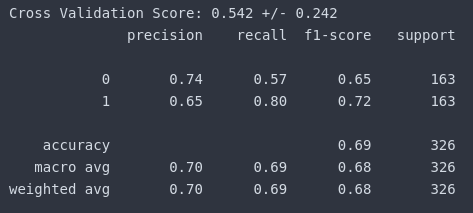 Cross Validation Score: 0.542 +/- 0.242
precision recall f1-score support
0 0.74 0.57 0.65 163
1 0.65 0.80 0.72 163
accuracy 0.69 326
macro avg 0.70 0.69 0.68 326
weighted avg 0.70 0.69 0.68 326